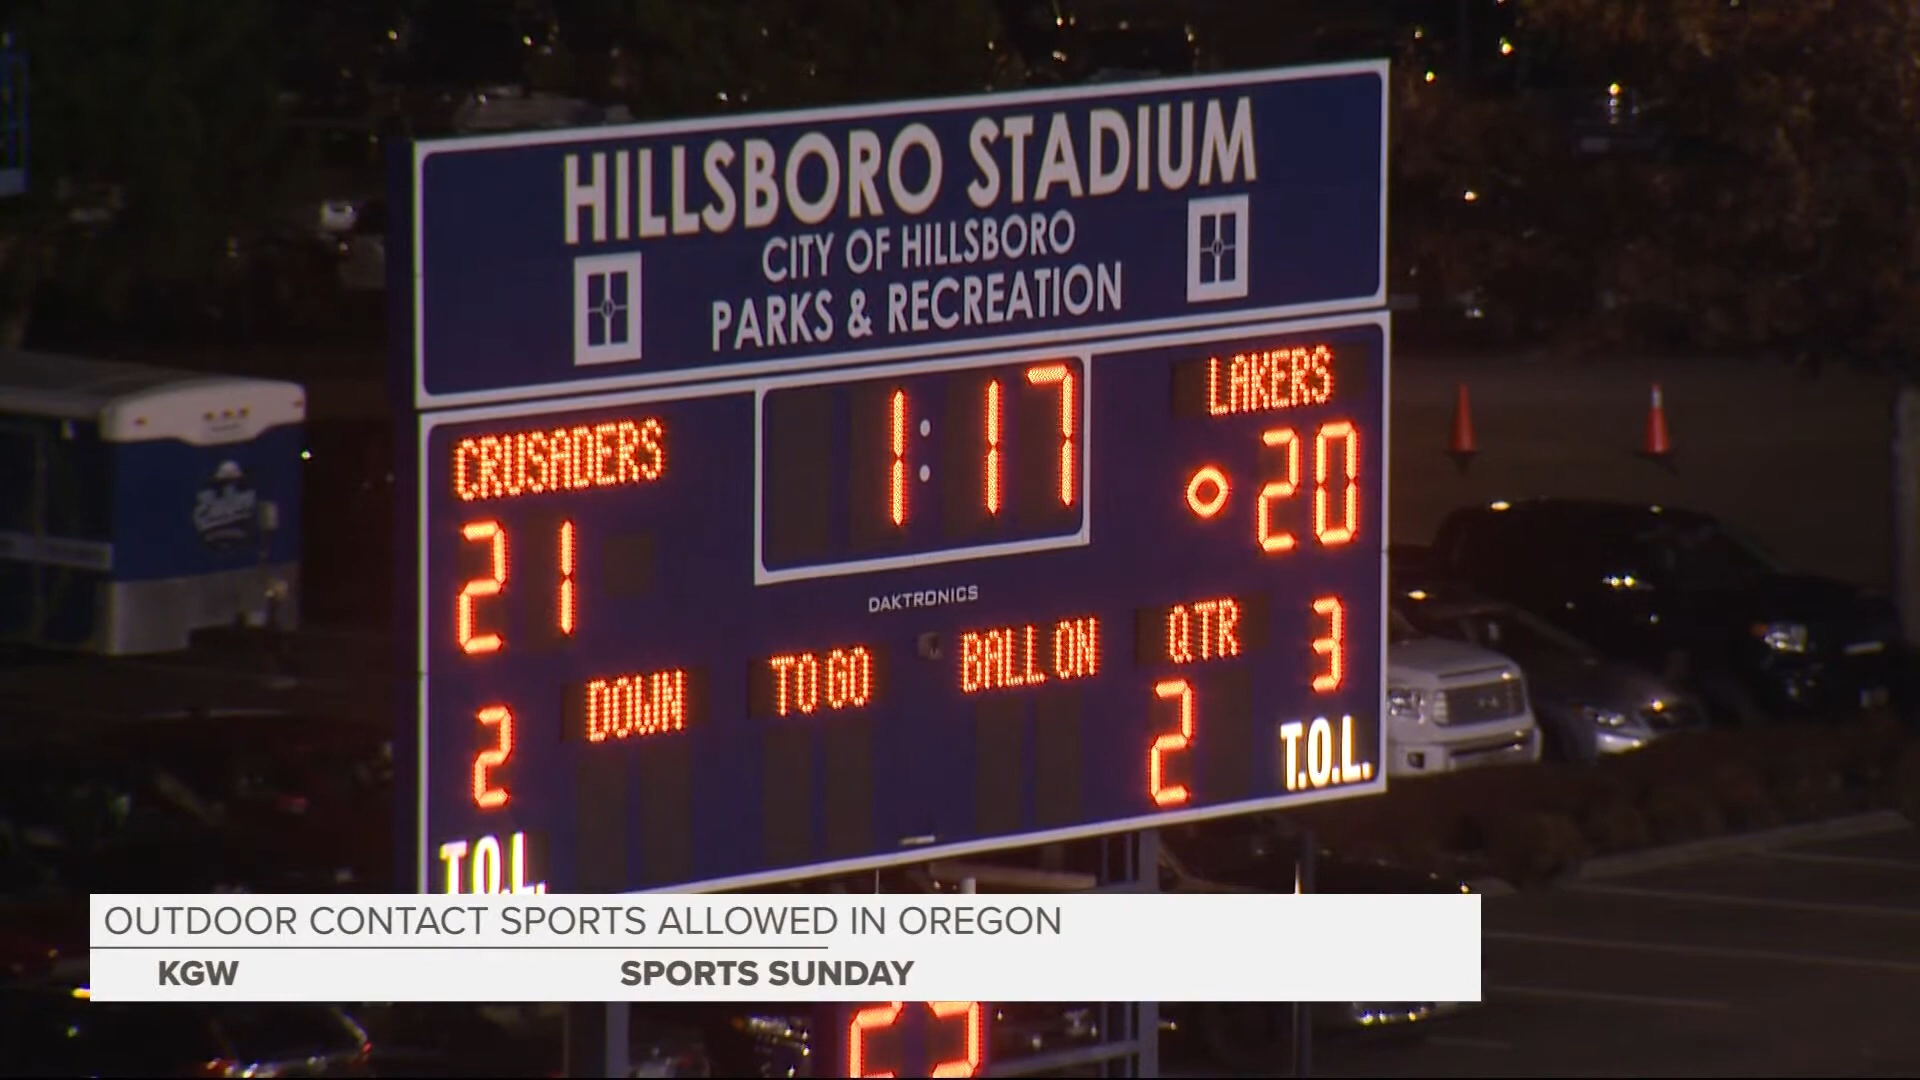 HILLSBORO STADIUM
CITY OF HILLSBORO
PARKS & RECREATION
CRUSADERS
1:17
LAKERS
21
20
DAKTRONICS
DOWN
TO GO
BALL ON
QTR
3
2
2
T.O.L.
T.O.L.
OUTDOOR CONTACT SPORTS ALLOWED IN OREGON
KGW
SPORTS SUNDAY